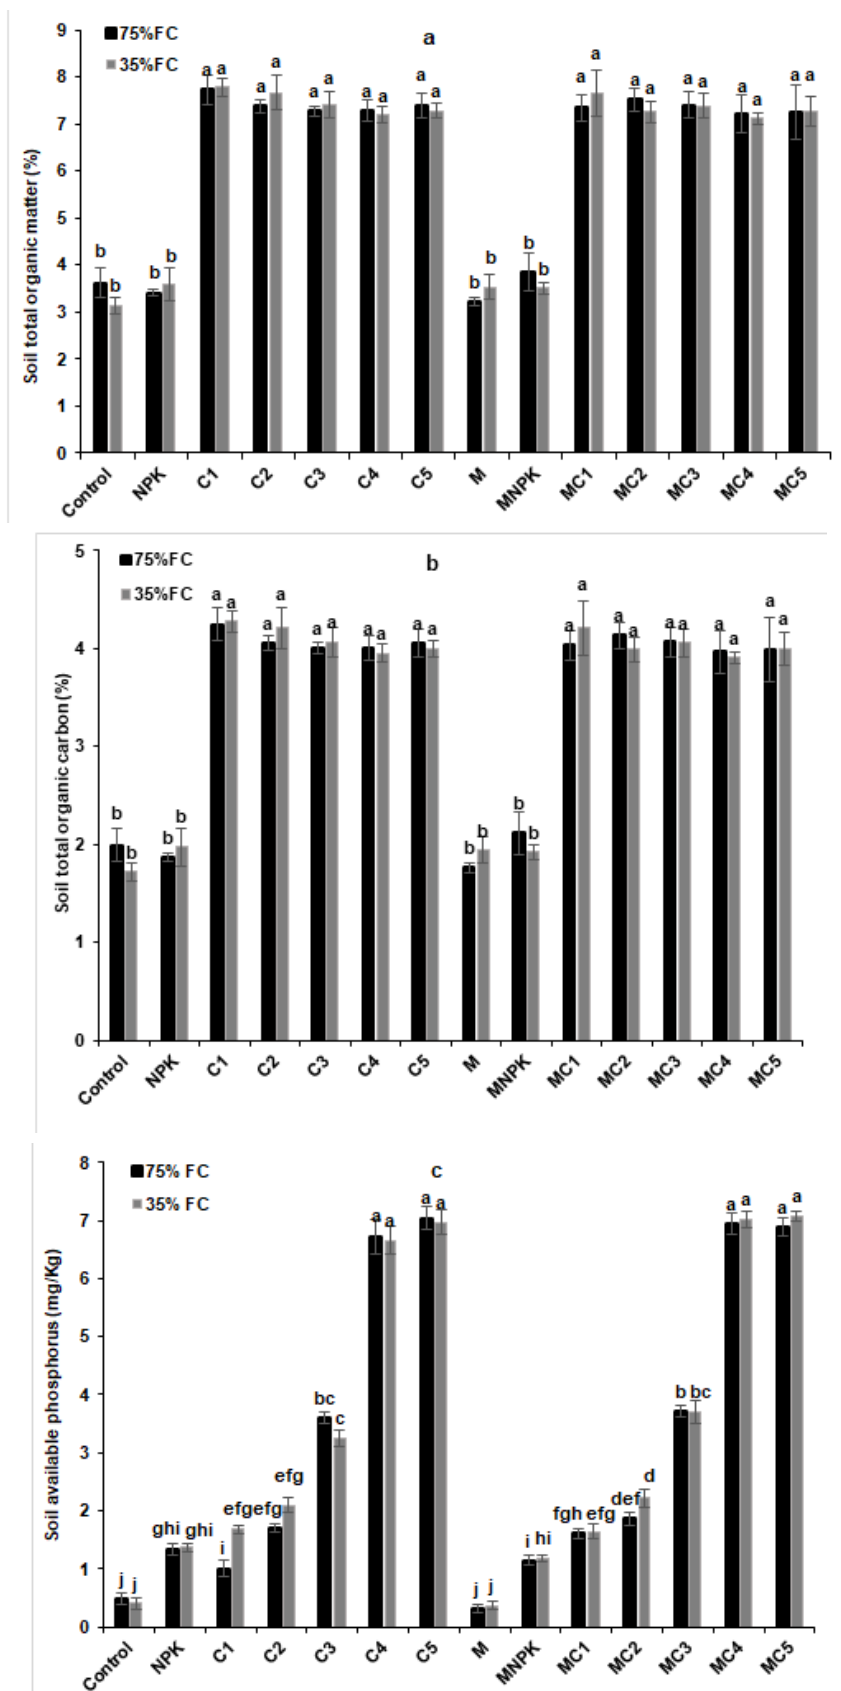 9
75%FC
a
35%FC
a a
a a
a a
a a
a a
a a
a a
a a
a a
a a
8
7
6
5
4
3
2
1
0
b b
b b
b b
b b
Soil total organic matter (%)
Control NPK C1 C2 C3 C4 C5 M MNPK MC1 MC2 MC3 MC4 MC5
5
75%FC
b
35%FC
a a
a a
a a
a a
a a
a a
a a
a a
a a
a a
4
3
2
1
0
b b
b b
b b
b b
Soil total organic carbon (%)
Control NPK C1 C2 C3 C4 C5 M MNPK MC1 MC2 MC3 MC4 MC5
8
75% FC
c
35% FC
a a
a a
a a
a a
7
6
5
4
3
2
1
0
j j
ghi ghi
i efg
efg efg
bc c
j j
i hi
fgh efg
def d
b bc
Soil available phosphorus (mg/Kg)
Control NPK C1 C2 C3 C4 C5 M MNPK MC1 MC2 MC3 MC4 MC5